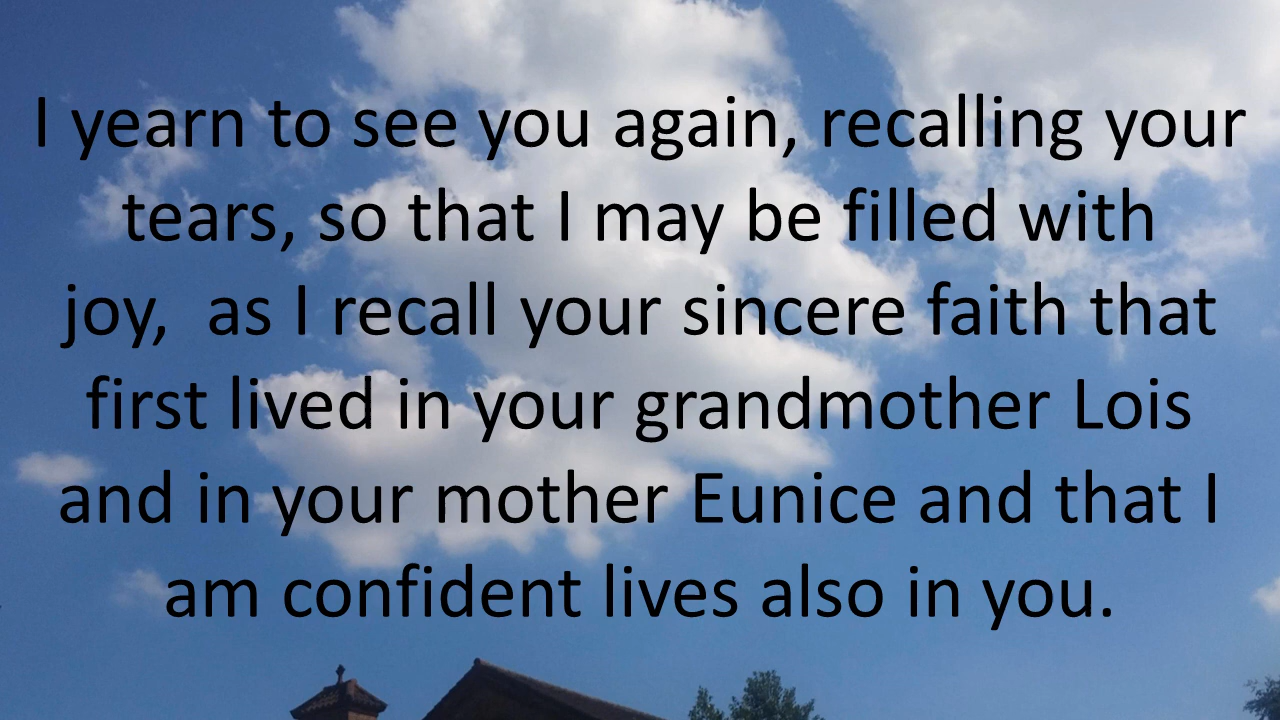 I yearn to see you again, recalling your
tears, so that I may be filled with
joy,  as I recall your sincere faith that
first lived in your grandmother Lois
and in your mother Eunice and that I
am confident lives also in you.